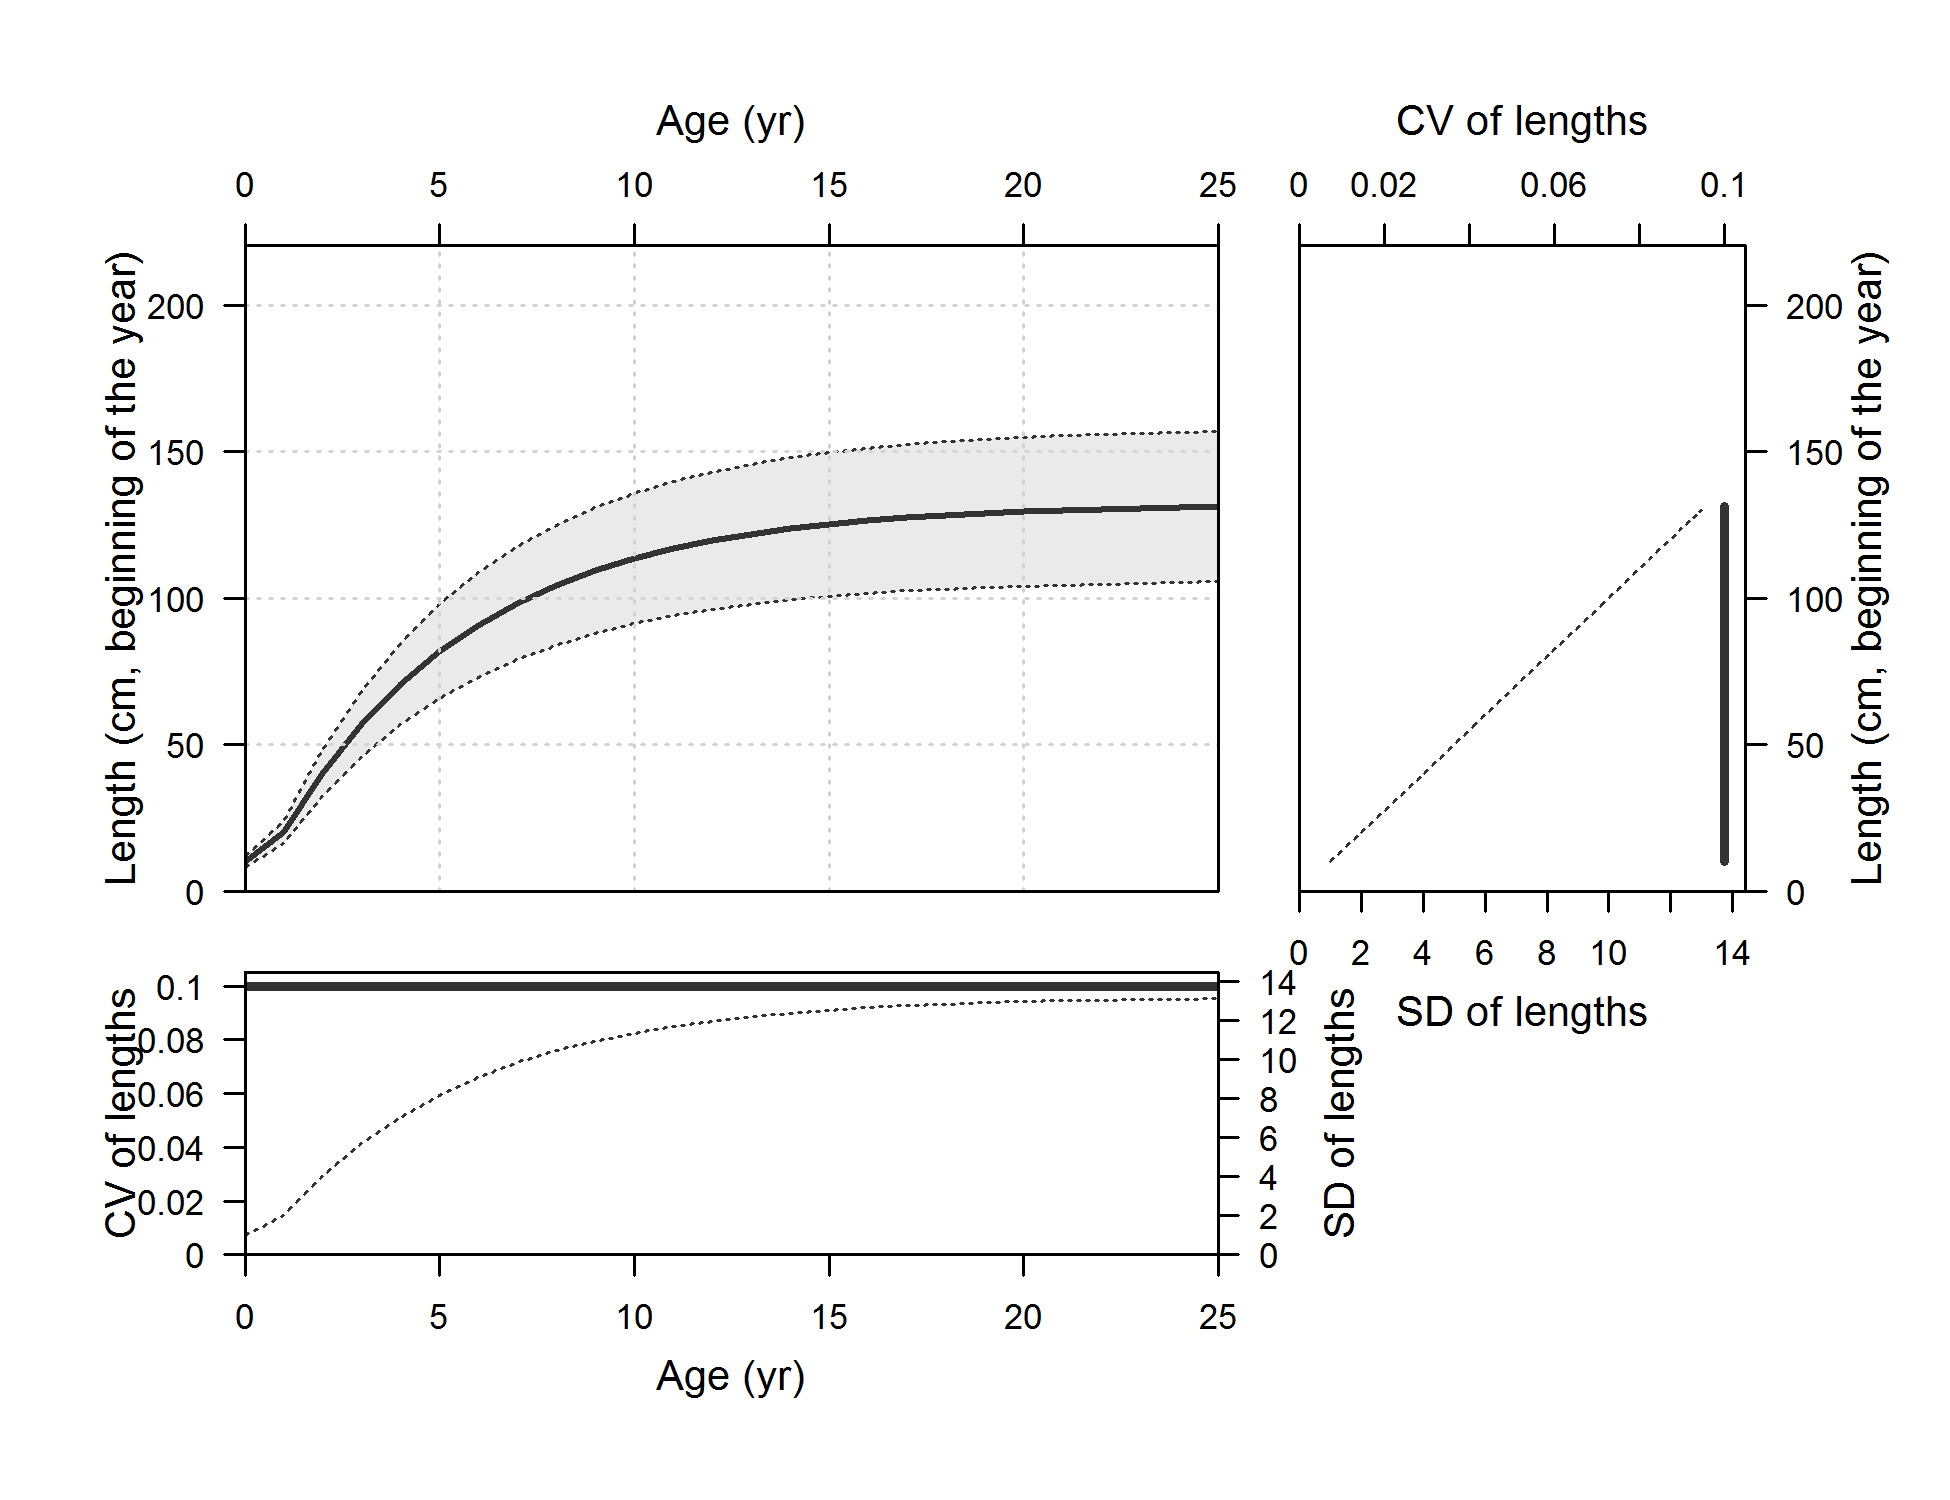 Age (yr)
0 5 10 15 20 25
CV of lengths
0 0.02 0.06 0.1
Length (cm, beginning of the year)
200
150
100
50
0
200
150
100
50
0
Length (cm, beginning of the year)
0 2 4 6 8 10 14
SD of lengths
CV of lengths
0.1
0.08
0.06
0.04
0.02
0
14
12
10
8
6
4
2
0
SD of lengths
0 5 10 15 20 25
Age (yr)